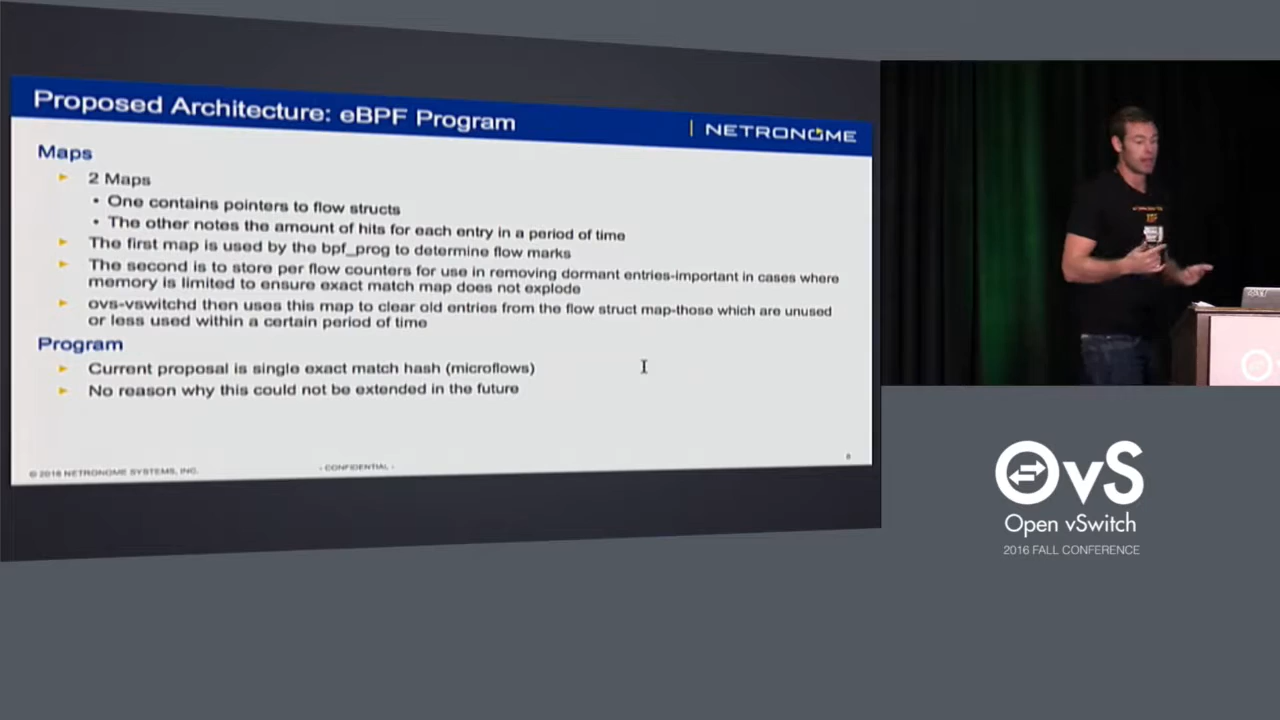 Proposed Architecture: eBPF Program
NETRONOME
Maps
2 Maps
• One contains pointers to flow structs
• The other notes the amount of hits for each entry in a period of time
The first map is used by the bpf_prog to determine flow marks
The second is to store per flow counters for use in removing dormant entries-important in cases where
memory is limited to ensure exact match map does not explode
ovs-vswitchd then uses this map to clear old entries from the flow struct map-those which are unused
or less used within a certain period of time
Program
Current proposal is single exact match hash (microflows)
No reason why this could not be extended in the future
© 2016 NETRONOME SYSTEMS, INC.
- CONFIDENTIAL -
8
OvS
Open vSwitch
2016 FALL CONFERENCE